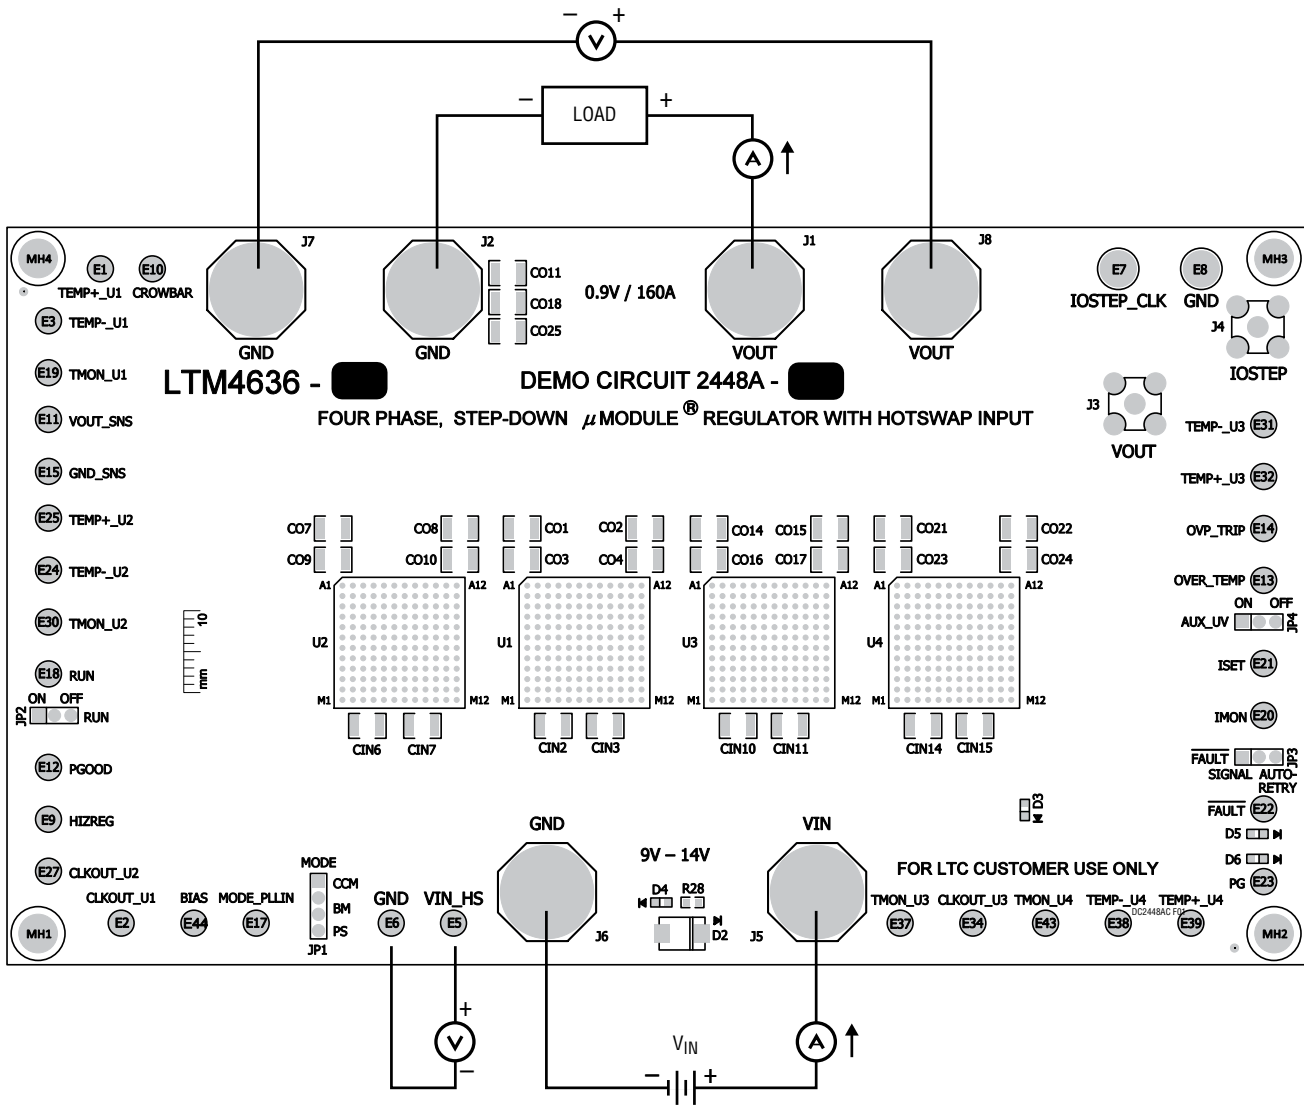 − +
V
− LOAD +
A
J7 J2 J1 J8
MH4 E1 E10 MH3
TEMP+_U1 CROWBAR
CO11
CO18
CO25
0.9V / 160A
E7 E8
IOSTEP_CLK GND
E3 TEMP-_U1
J4
IOSTEP
GND GND VOUT VOUT
E19 TMON_U1
LTM4636 - DEMO CIRCUIT 2448A -
FOUR PHASE, STEP-DOWN µMODULE® REGULATOR WITH HOTSWAP INPUT
J3
VOUT
E11 VOUT_SNS
TEMP-_U3 E31
E15 GND_SNS
TEMP+_U3 E32
E25 TEMP+_U2
OVP_TRIP E14
CO7 CO8 CO1 CO2 CO14 CO15 CO21 CO22
CO9 CO10 CO3 CO4 CO16 CO17 CO23 CO24
E24 TEMP-_U2
OVER_TEMP E13
A1 A12 A1 A12 A1 A12 A1 A12
ON OFF
AUX_UV JP4
E30 TMON_U2
10
mm
U2 U1 U3 U4
ISET E21
E18 RUN
M1 M12 M1 M12 M1 M12 M1 M12
ON OFF
JP2 RUN
IMON E20
CIN6 CIN7 CIN2 CIN3 CIN10 CIN11 CIN14 CIN15
FAULT JP3
SIGNAL AUTO-
RETRY
E12 PGOOD
FAULT E22
D3
E9 HIZREG
GND VIN
D5
9V – 14V
D6
E27 CLKOUT_U2
MODE
CCM
BM
PS
JP1
FOR LTC CUSTOMER USE ONLY
PG E23
D4 R28
D2
CLKOUT_U1 BIAS MODE_PLLIN GND VIN_HS
E2 E44 E17 E6 E5
J6 J5
TMON_U3 CLKOUT_U3 TMON_U4 TEMP-_U4 TEMP+_U4
DC2448AC F01
E37 E34 E43 E38 E39
MH1 MH2
+
V
−
VIN
− +
A